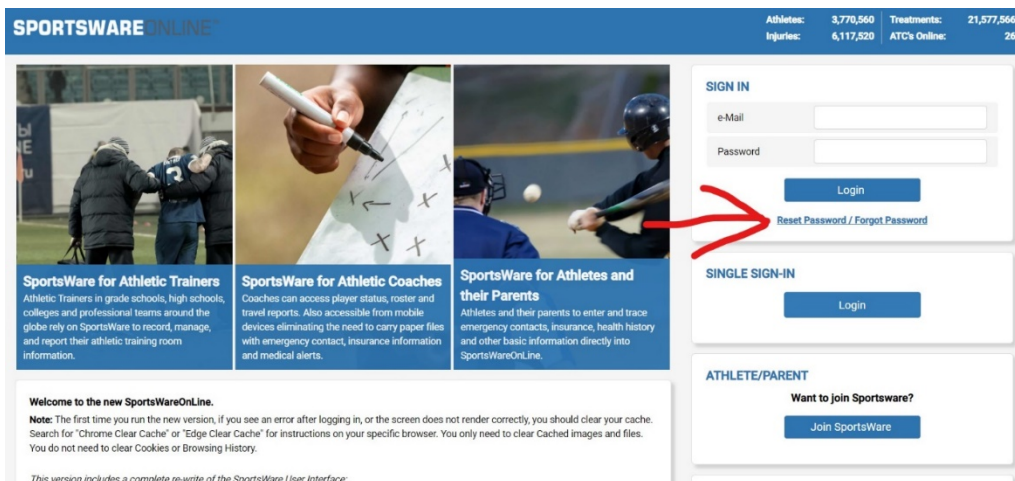 SPORTSWAREONLINE
Athletes: 3,770,560 Treatments: 21,577,566
Injuries: 6,117,520 ATC's Online: 26
SIGN IN
e-Mail
Password
Login
Reset Password / Forgot Password
SINGLE SIGN-IN
Login
ATHLETE/PARENT
Want to join Sportsware?
Join SportsWare
SportsWare for Athletic Trainers
Athletic Trainers in grade schools, high schools,
colleges and professional teams around the
globe rely on SportsWare to record, manage,
and report their athletic training room
information.
SportsWare for Athletic Coaches
Coaches can access player status, roster and
travel reports. Also accessible from mobile
devices eliminating the need to carry paper files
with emergency contact, insurance information
and medical alerts.
SportsWare for Athletes and
their Parents
Athletes and their parents to enter and trace
emergency contacts, insurance, health history
and other basic information directly into
SportsWareOnLine.
Welcome to the new SportsWareOnLine.
Note: The first time you run the new version, if you see an error after logging in, or the screen does not render correctly, you should clear your cache.
Search for "Chrome Clear Cache" or "Edge Clear Cache" for instructions on your specific browser. You only need to clear Cached images and files.
You do not need to clear Cookies or Browsing History.
This version includes a complete re-write of the SportsWare User Interface: